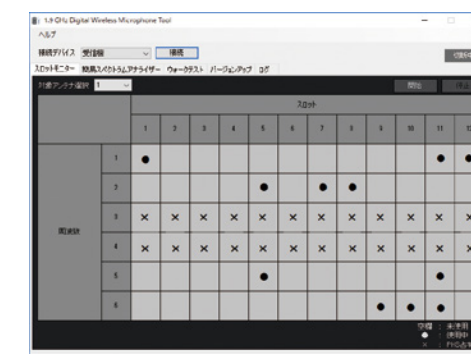 1.9 GHz Digital Wireless Microphone Tool
ヘルプ
接続デバイス 受信機 接続 切断
スロットモニター 簡易スペクトラムアナライザー ウォークテスト バージョンアップ ログ
対象アンテナ選択 1 開始 停止
スロット
1 2 3 4 5 6 7 8 9 10 11 12
1 ● ● ●
2 ● ● ●
周波数
3 × × × × × × × × × × × ×
4 × × × × × × × × × × × ×
5 ● ●
6 ● ● ●
空欄 : 未使用
● : 使用中
× :